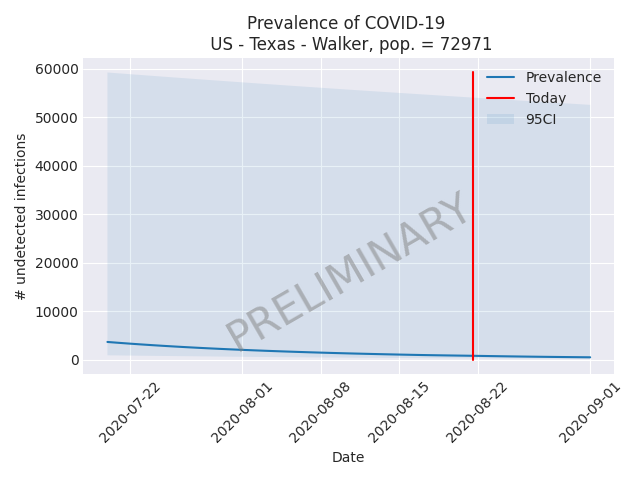 Prevalence of COVID-19
US - Texas - Walker, pop. = 72971
Prevalence
Today
95CI
60000
50000
40000
30000
20000
10000
0
# undetected infections
PRELIMINARY
2020-07-22
2020-08-01
2020-08-08
2020-08-15
2020-08-22
2020-09-01
Date